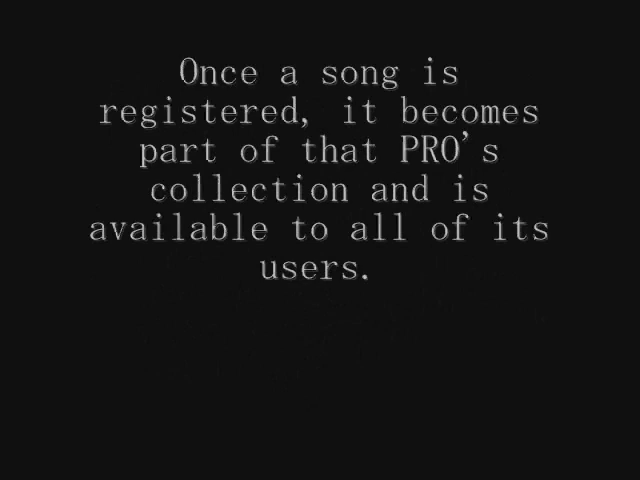 Once a song is
registered, it becomes
part of that PRO's
collection and is
available to all of its
users.